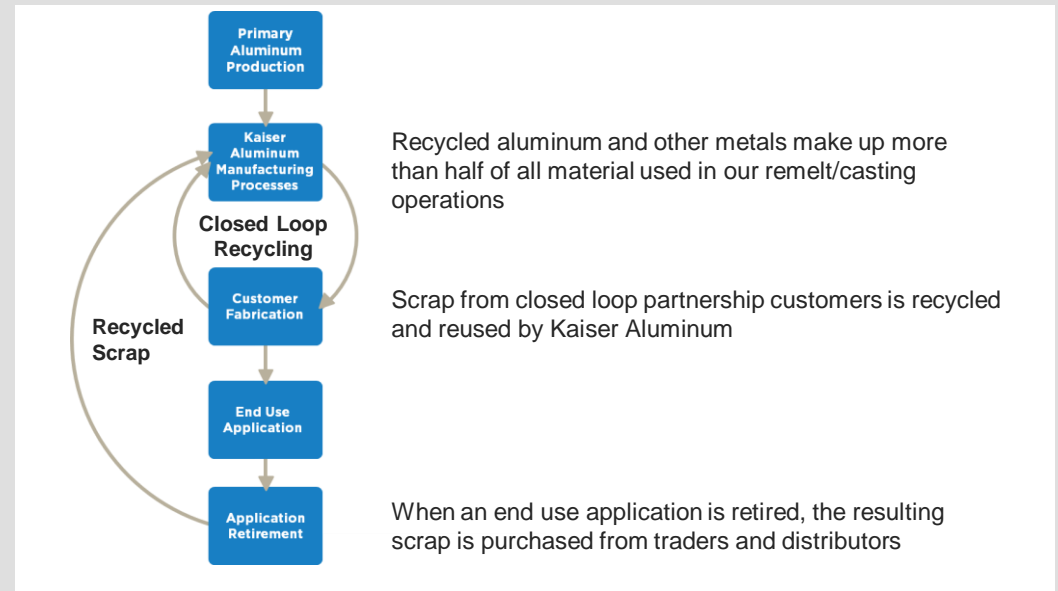 Primary
Aluminum
Production
Kaiser
Aluminum
Manufacturing
Processes
Recycled aluminum and other metals make up more
than half of all material used in our remelt/casting
operations
Closed Loop
Recycling
Customer
Fabrication
Scrap from closed loop partnership customers is recycled
and reused by Kaiser Aluminum
Recycled
Scrap
End Use
Application
Application
Retirement
When an end use application is retired, the resulting
scrap is purchased from traders and distributors